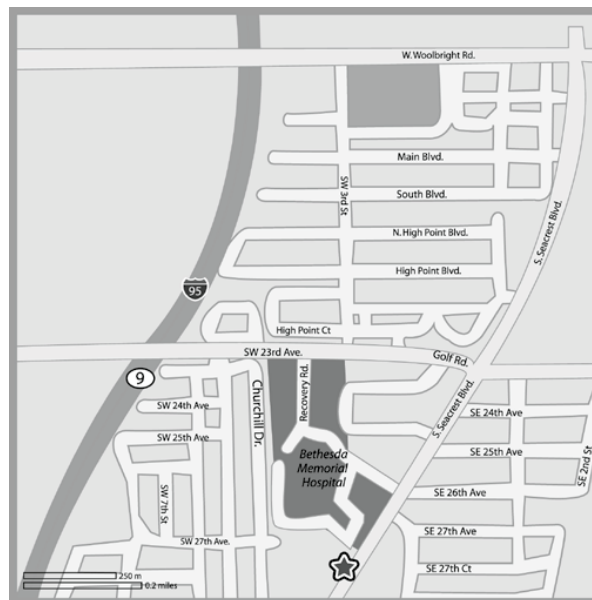 W. Woolbright Rd.
Main Blvd.
SW 3rd St
South Blvd.
S. Seacrest Blvd.
N. High Point Blvd.
High Point Blvd.
95
High Point Ct
SW 23rd Ave.
Golf Rd.
9
Churchill Dr.
Recovery Rd.
S. Seacrest Blvd.
SW 24th Ave
SE 24th Ave
SW 25th Ave
SE 25th Ave
Bethesda
Memorial
Hospital
SE 2nd St
SW 7th St
SE 26th Ave
SE 27th Ave
SW 27th Ave.
SE 27th Ct
250 m
0.2 miles